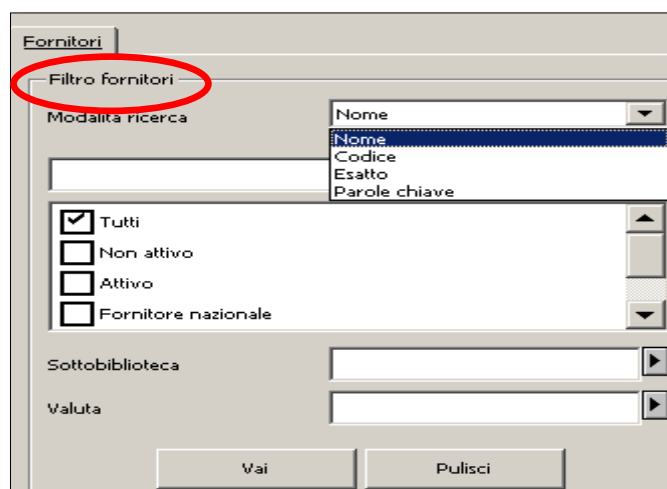 Fornitori
Filtro fornitori
Modalità ricerca
Nome
Nome
Codice
Esatto
Parole chiave
Tutti
Non attivo
Attivo
Fornitore nazionale
Sottobiblioteca
Valuta
Vai
Pulisci